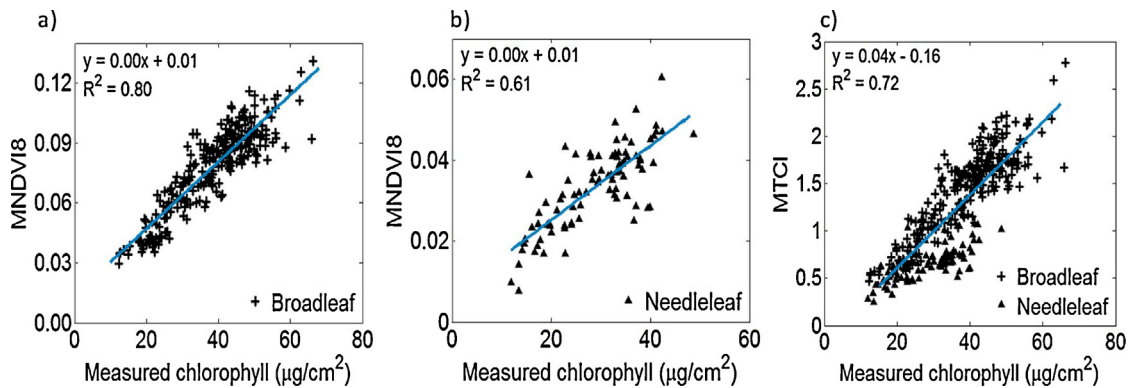 a)
y = 0.00x + 0.01
R2 = 0.80
MNDVI8
0.12
0.09
0.06
0.03
0.00
0 20 40 60 80
Broadleaf
Measured chlorophyll (µg/cm2)
b)
y = 0.00x + 0.01
R2 = 0.61
MNDVI8
0.06
0.04
0.02
0
0 20 40 60
Needleleaf
Measured chlorophyll (µg/cm2)
c)
y = 0.04x - 0.16
R2 = 0.72
MTCI
3
2.5
2
1.5
1
0.5
0
0 20 40 60 80
Broadleaf
Needleleaf
Measured chlorophyll (µg/cm2)